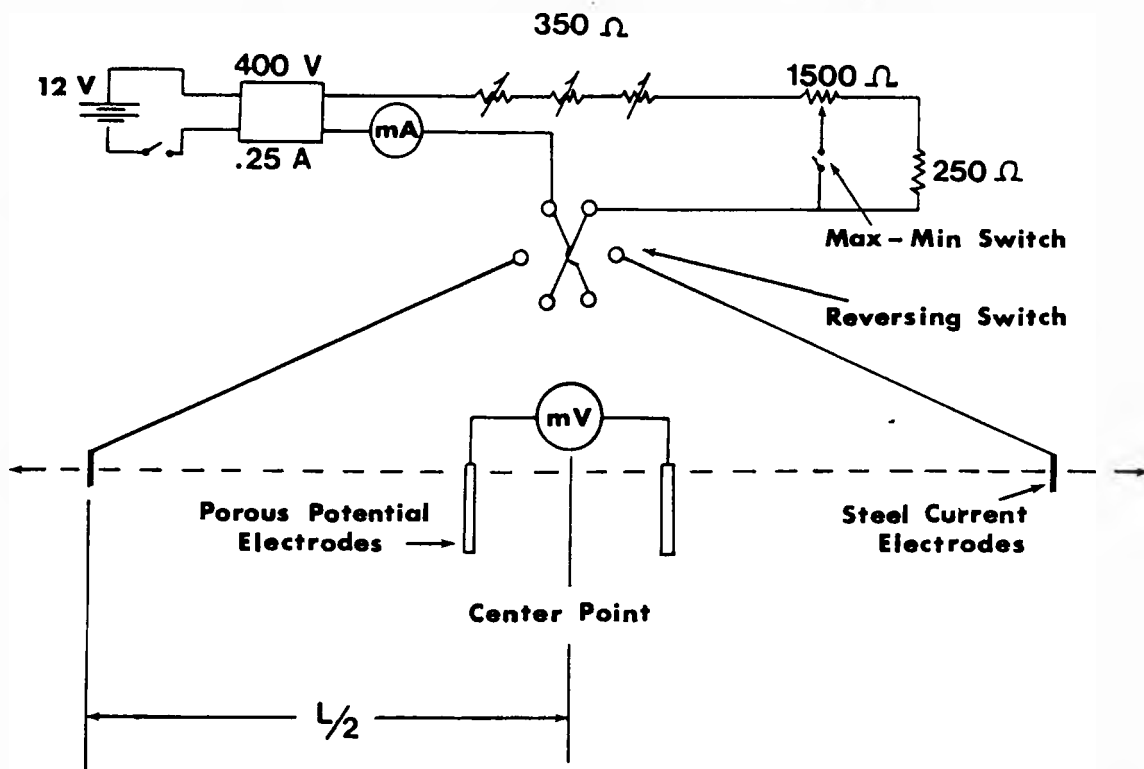 350 Ω
12 V
400 V
1500 Ω
mA
.25 A
250 Ω
Max - Min Switch
Reversing Switch
mV
Porous Potential
Electrodes
Steel Current
Electrodes
Center Point
L/2